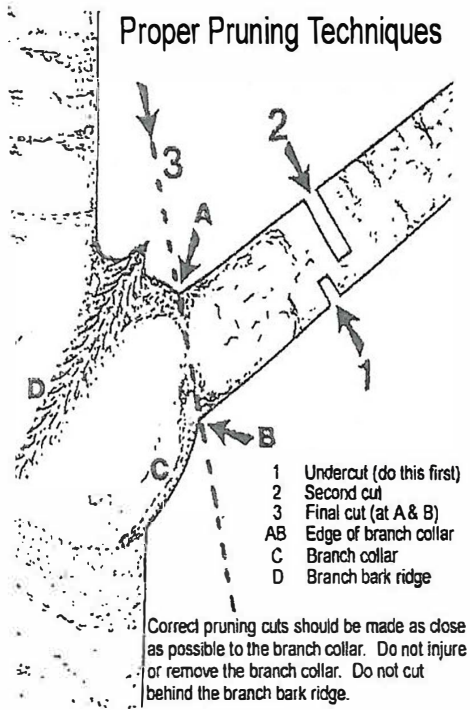 Proper Pruning Techniques
2
3
A
1
D
B
C
1 Undercut (do this first)
2 Second cut
3 Final cut (at A & B)
AB Edge of branch collar
C Branch collar
D Branch bark ridge
Correct pruning cuts should be made as close
as possible to the branch collar. Do not injure
or remove the branch collar. Do not cut
behind the branch bark ridge.